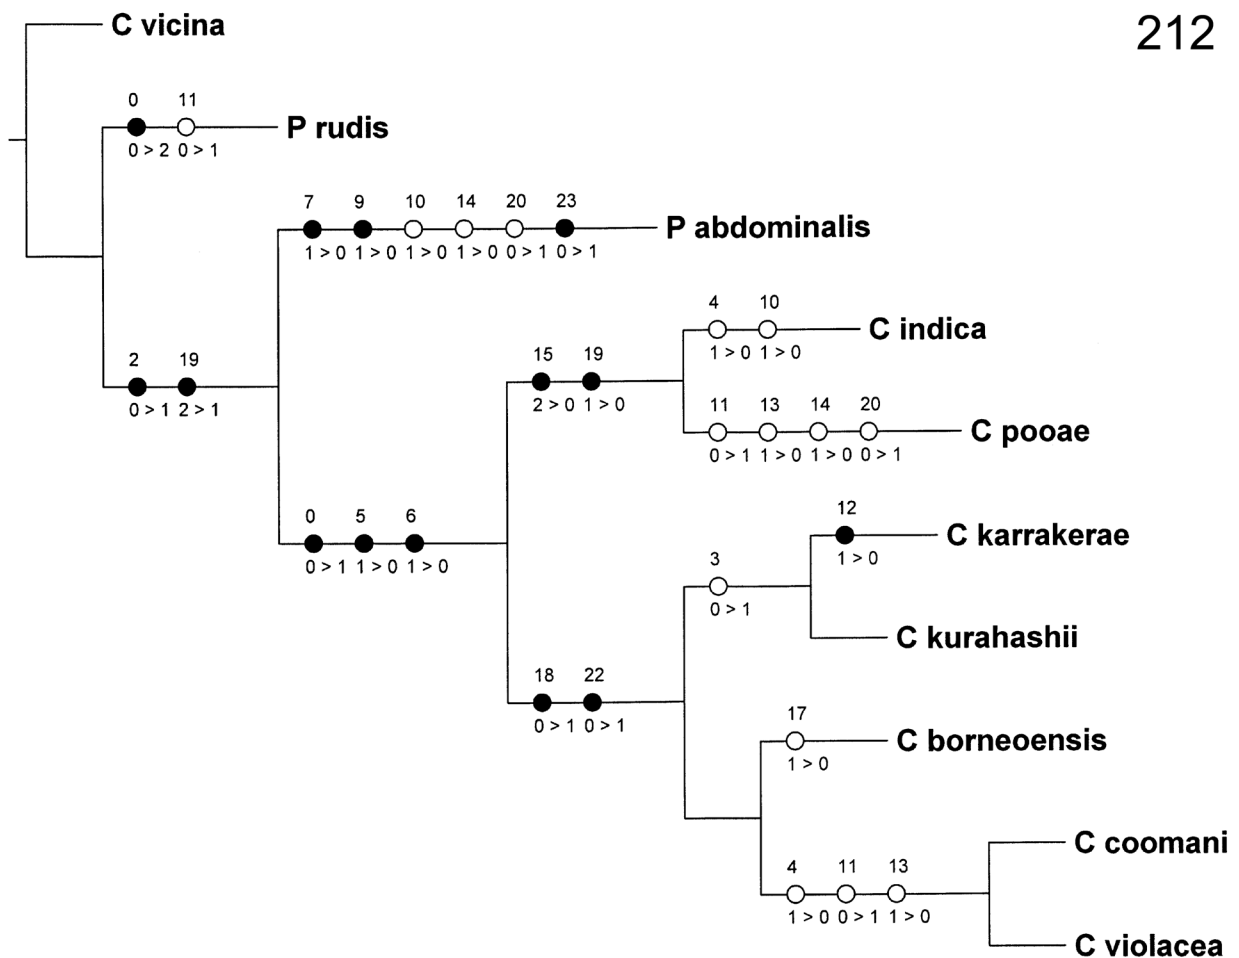 C vicina
212
0 11
P rudis
0 > 2 0 > 1
7 9 10 14 20 23
P abdominalis
1 > 0 1 > 0 1 > 0 1 > 0 0 > 1 0 > 1
4 10
C indica
1 > 0 1 > 0
2 19
0 > 1 2 > 1
15 19
2 > 0 1 > 0
11 13 14 20
C pooae
0 > 1 1 > 0 1 > 0 0 > 1
0 5 6
0 > 1 1 > 0 1 > 0
12
C karrakerae
1 > 0
3
0 > 1
C kurahashii
18 22
0 > 1 0 > 1
17
C borneoensis
1 > 0
C coomani
4 11 13
1 > 0 0 > 1 1 > 0
C violacea